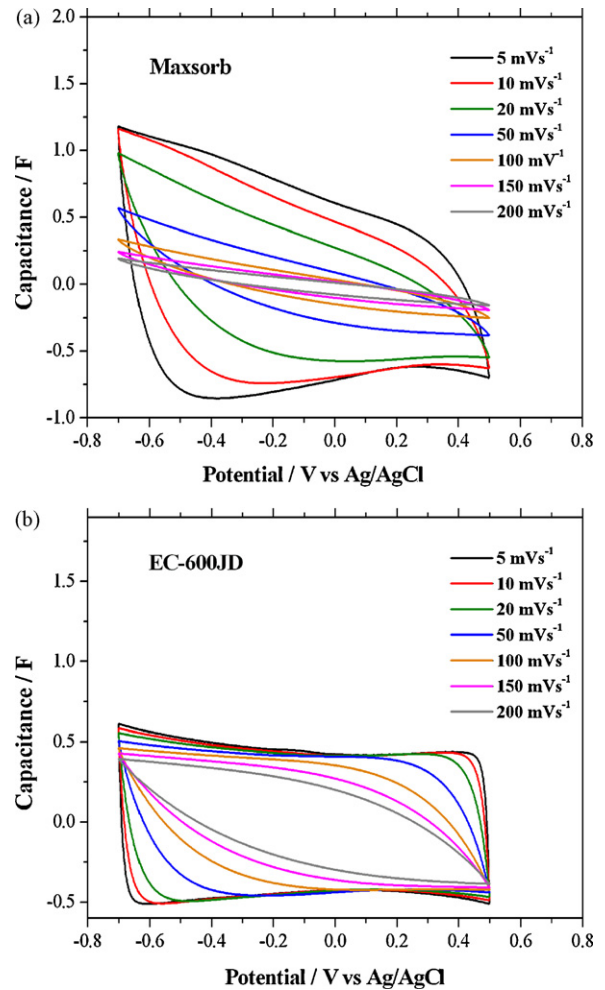 (a)
Maxsorb
5 mVs⁻¹
10 mVs⁻¹
20 mVs⁻¹
50 mVs⁻¹
100 mV⁻¹
150 mVs⁻¹
200 mVs⁻¹
2.0
1.5
1.0
0.5
0.0
-0.5
-1.0
Capacitance / F
-0.8 -0.6 -0.4 -0.2 0.0 0.2 0.4 0.6 0.8
Potential / V vs Ag/AgCl
(b)
EC-600JD
5 mVs⁻¹
10 mVs⁻¹
20 mVs⁻¹
50 mVs⁻¹
100 mVs⁻¹
150 mVs⁻¹
200 mVs⁻¹
1.5
1.0
0.5
0.0
-0.5
Capacitance / F
-0.8 -0.6 -0.4 -0.2 0.0 0.2 0.4 0.6 0.8
Potential / V vs Ag/AgCl